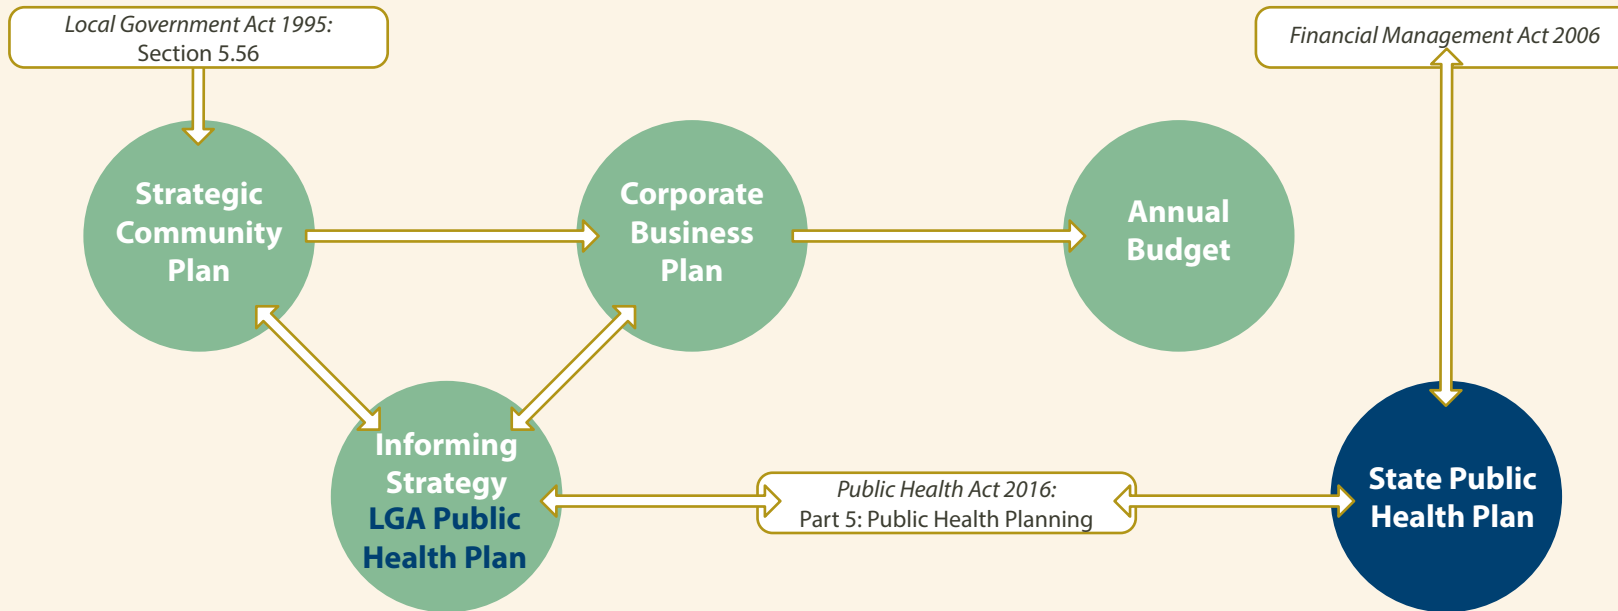 Local Government Act 1995:
Section 5.56
Financial Management Act 2006
Strategic
Community
Plan
Corporate
Business
Plan
Annual
Budget
Informing
Strategy
LGA Public
Health Plan
Public Health Act 2016:
Part 5: Public Health Planning
State Public
Health Plan